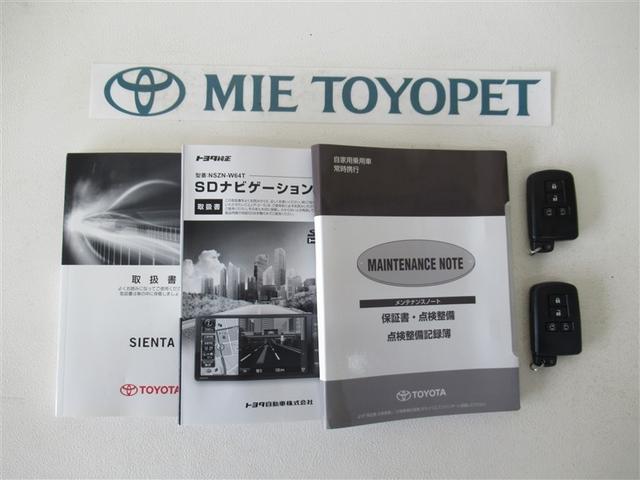 MIE TOYOPET
取扱書
SIENTA
TOYOTA
トヨタ純正
型番:NSZN-W64T
SDナビゲーション
取扱書
トヨタ自動車株式会社
自家用乗用車
常時携行
MAINTENANCE NOTE
メンテナンスノート
保証書・点検整備
点検整備記録簿
TOYOTA